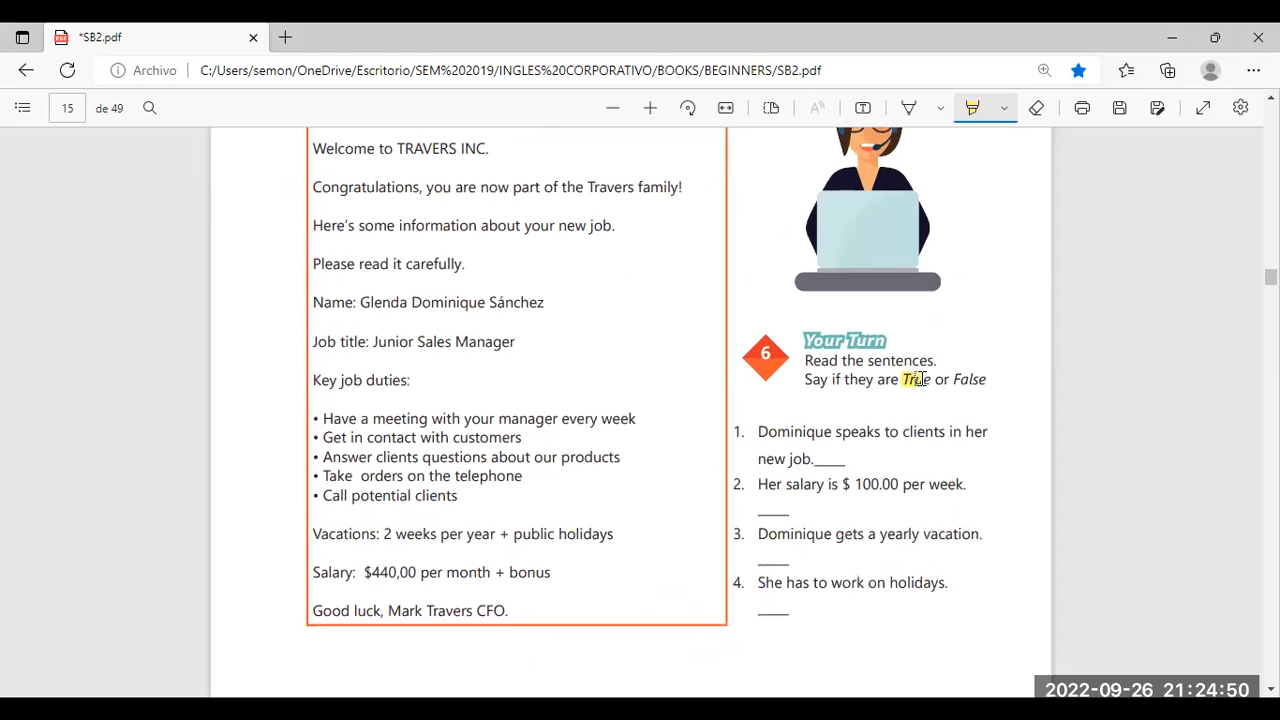 *SB2.pdf
Archivo
C:/Users/semon/OneDrive/Escritorio/SEM%202019/INGLES%20CORPORATIVO/BOOKS/BEGINNERS/SB2.pdf
15
de 49
Welcome to TRAVERS INC.
Congratulations, you are now part of the Travers family!
Here's some information about your new job.
Please read it carefully.
Name: Glenda Dominique Sánchez
Job title: Junior Sales Manager
Key job duties:
• Have a meeting with your manager every week
• Get in contact with customers
• Answer clients questions about our products
• Take orders on the telephone
• Call potential clients
Vacations: 2 weeks per year + public holidays
Salary: $440,00 per month + bonus
Good luck, Mark Travers CFO.
6
Your Turn
Read the sentences.
Say if they are True or False
1. Dominique speaks to clients in her
new job.____
2. Her salary is $ 100.00 per week.
____
3. Dominique gets a yearly vacation.
____
4. She has to work on holidays.
____
2022-09-26 21:24:50